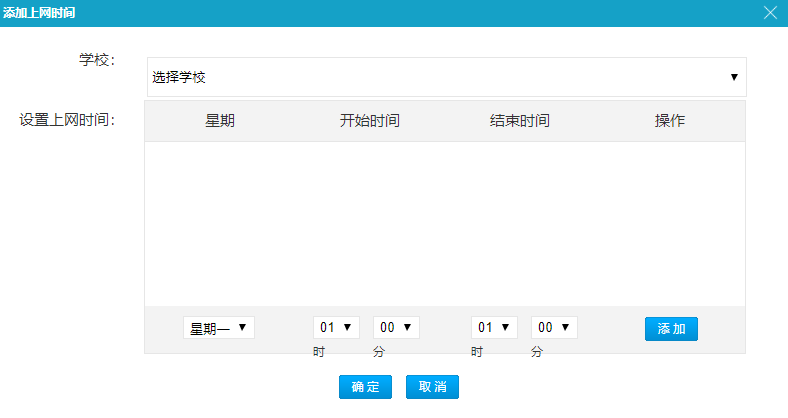 添加上网时间
学校：
选择学校
设置上网时间：
星期 开始时间 结束时间 操作
星期一 01 00 01 00 添 加
时 分 时 分
确 定 取 消